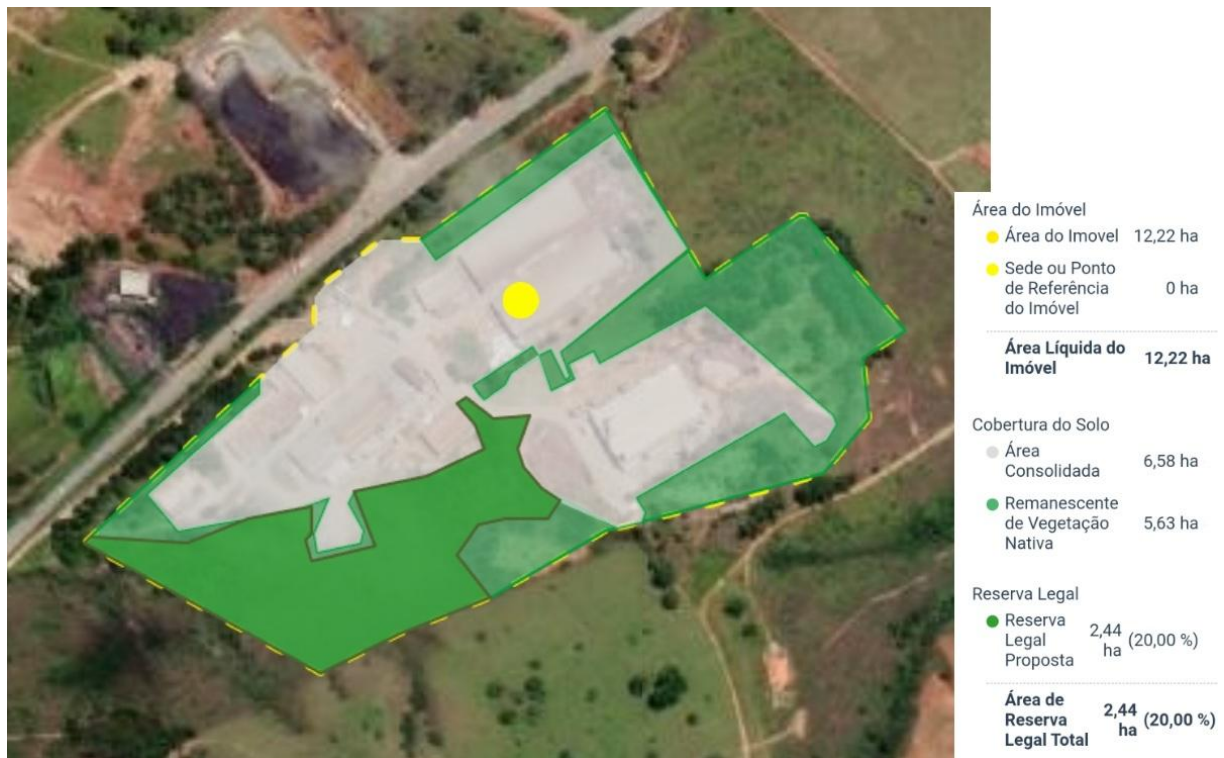 Área do Imóvel
Área do Imovel 12,22 ha
Sede ou Ponto
de Referência 0 ha
do Imóvel
Área Líquida do 12,22 ha
Imóvel
Cobertura do Solo
Área
Consolidada 6,58 ha
Remanescente
de Vegetação 5,63 ha
Nativa
Reserva Legal
Reserva
Legal 2,44 ha (20,00 %)
Proposta
Área de
Reserva 2,44 ha (20,00 %)
Legal Total